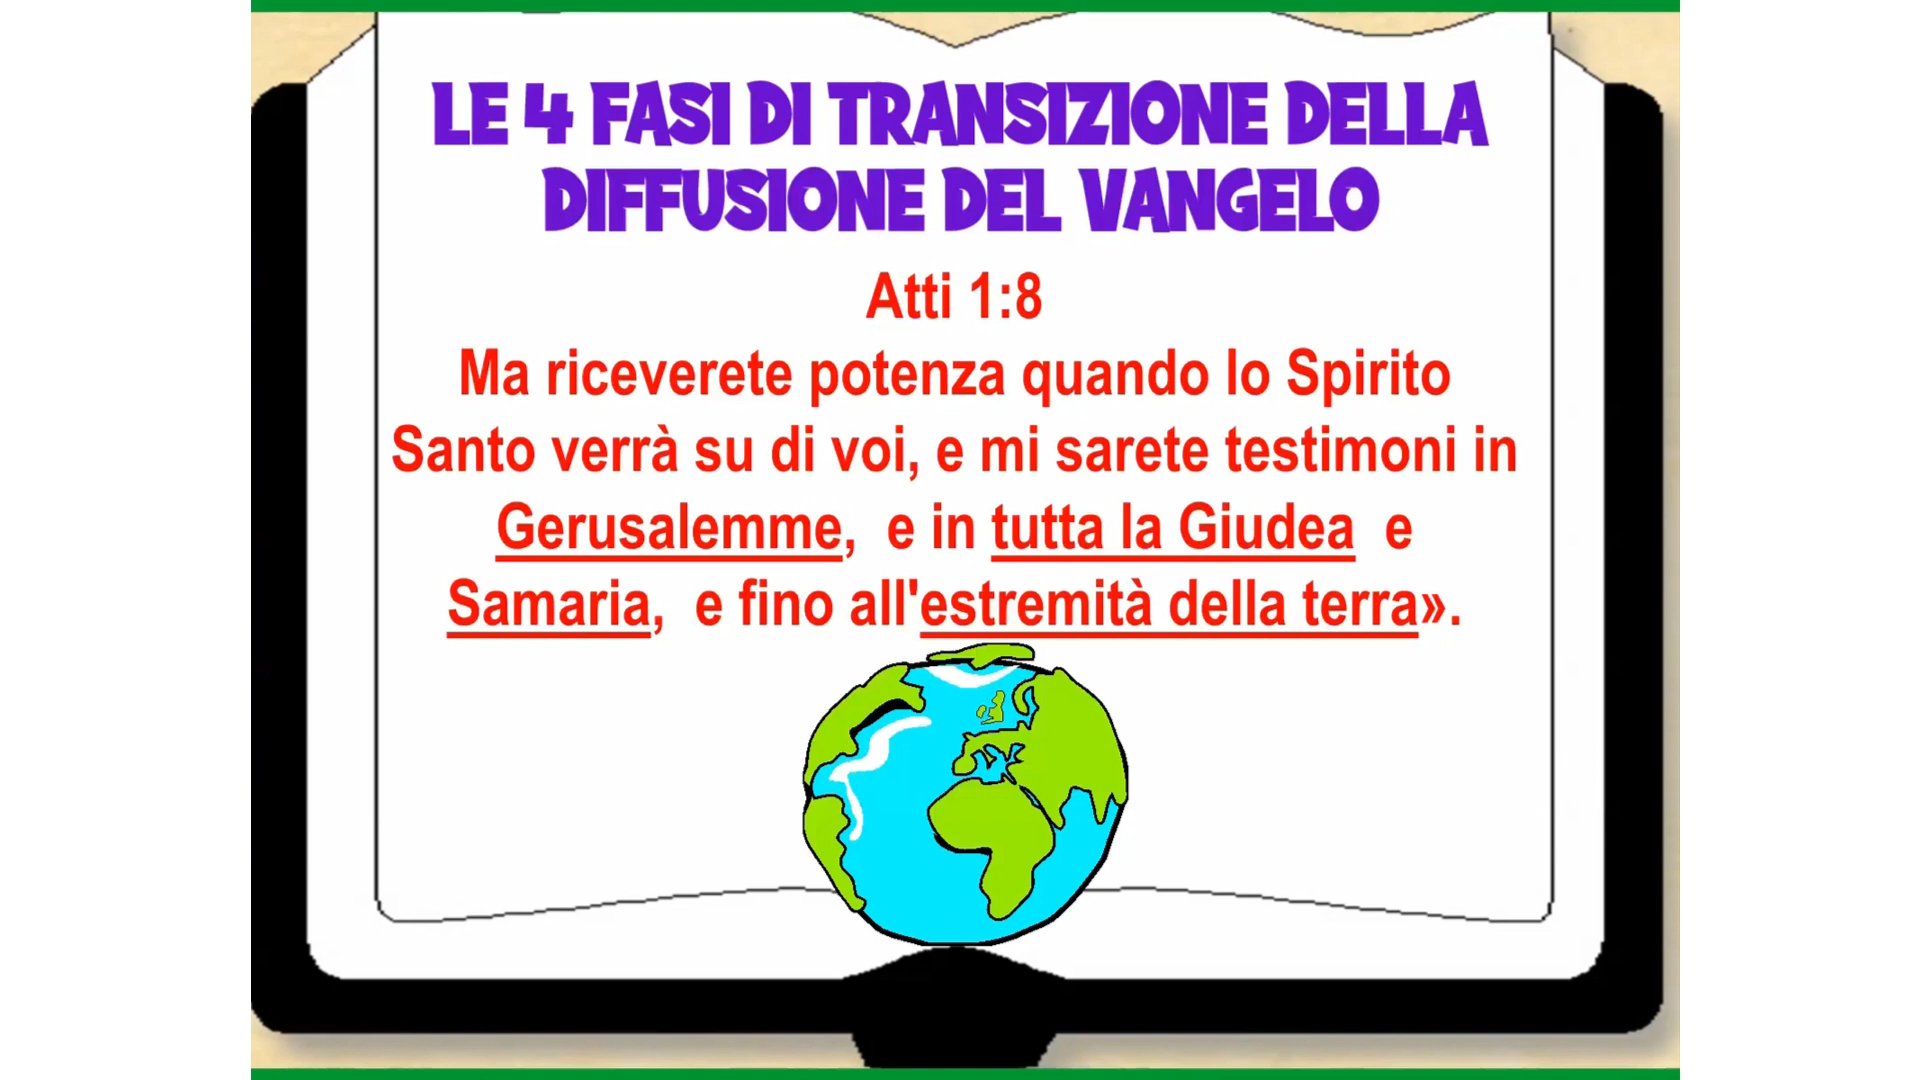 LE 4 FASI DI TRANSIZIONE DELLA
DIFFUSIONE DEL VANGELO
Atti 1:8
Ma riceverete potenza quando lo Spirito
Santo verrà su di voi, e mi sarete testimoni in
Gerusalemme,  e in tutta la Giudea  e
Samaria,  e fino all'estremità della terra».